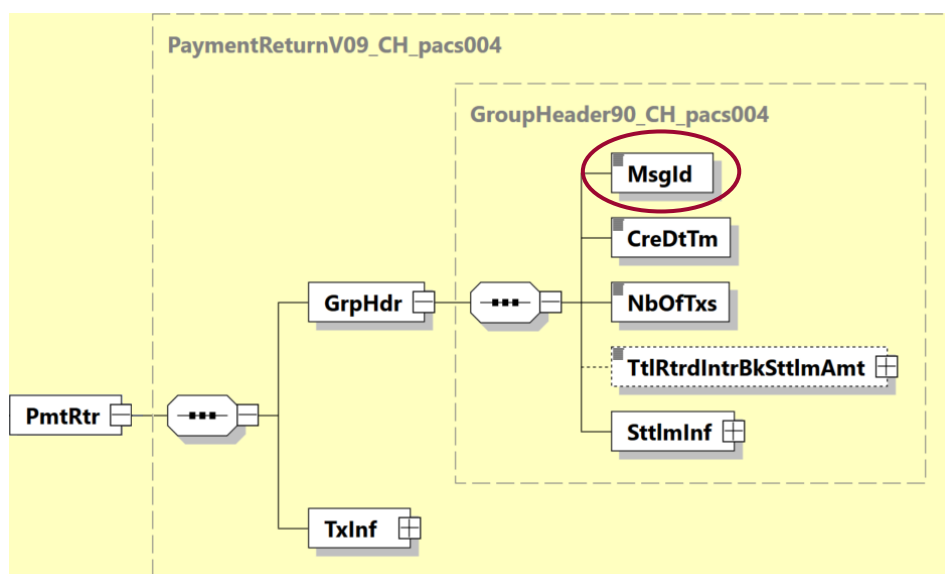 PaymentReturnV09_CH_pacs004
GroupHeader90_CH_pacs004
MsgId
CreDtTm
GrpHdr
NbOfTxs
TtlRtrdIntrBkSttlmAmt
PmtRtr
SttlmInf
TxInf